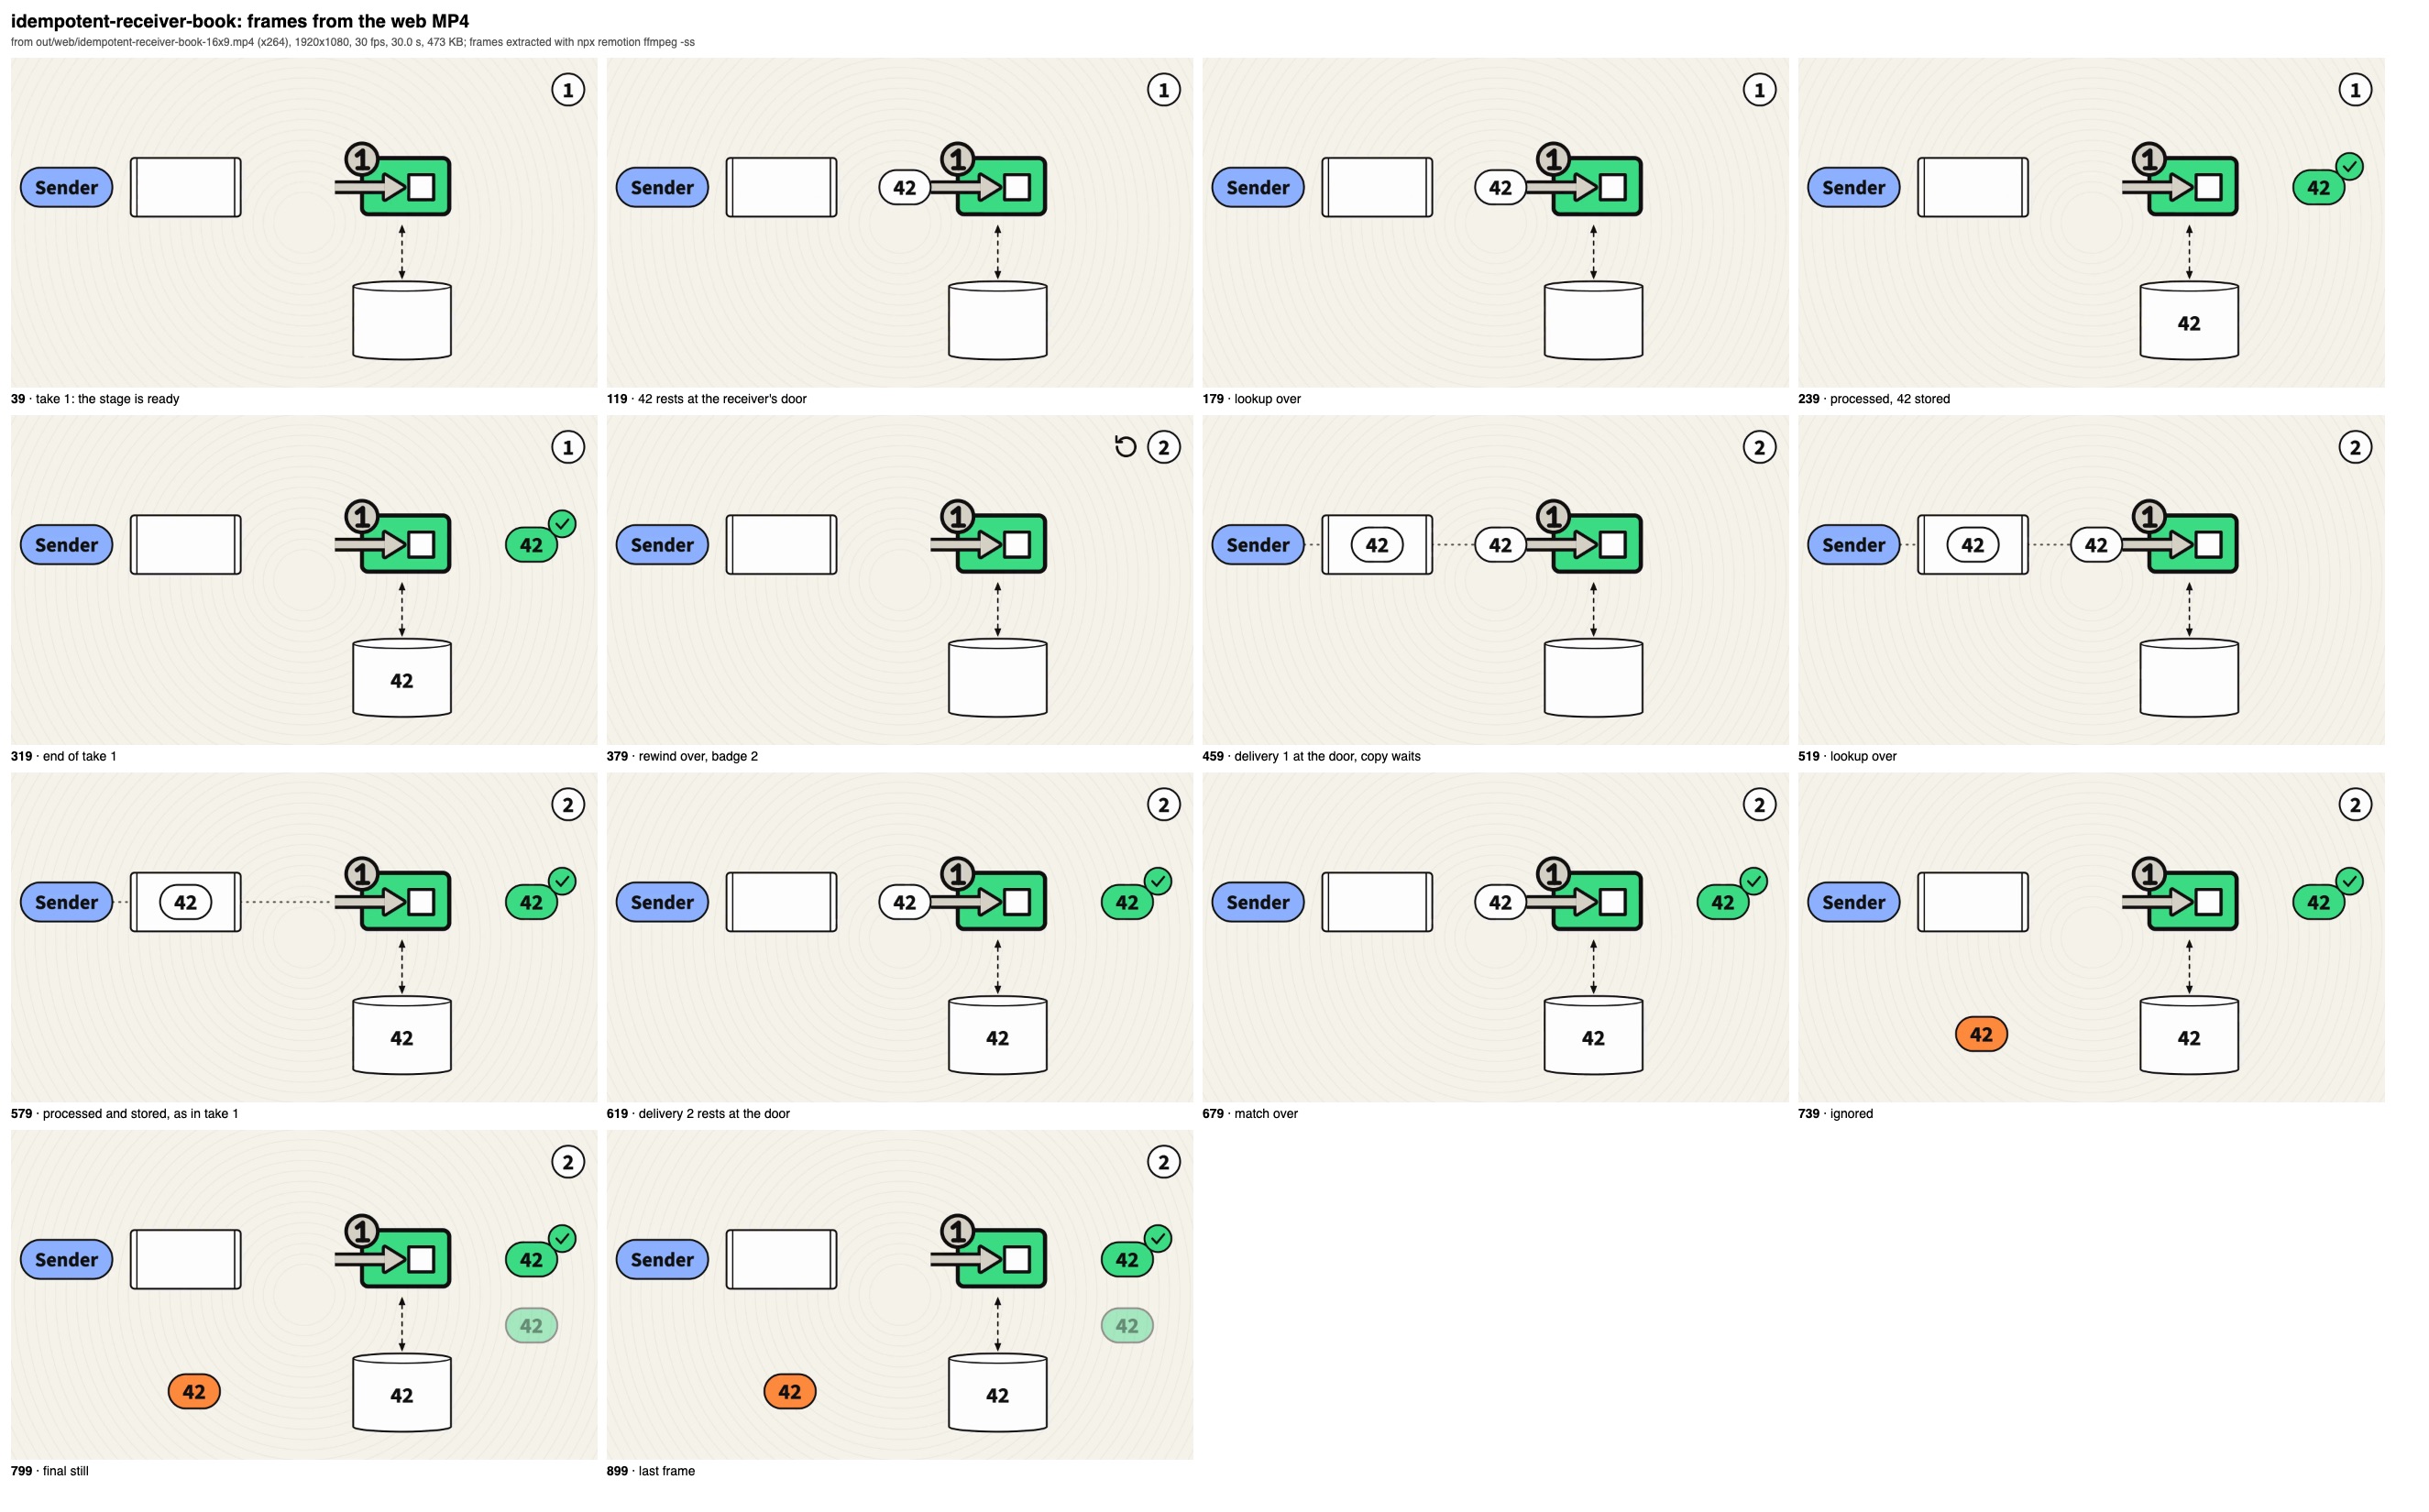 idempotent-receiver-book: frames from the web MP4
from out/web/idempotent-receiver-book-16x9.mp4 (x264), 1920x1080, 30 fps, 30.0 s, 473 KB; frames extracted with npx remotion ffmpeg -ss
1
1
Sender
39 · take 1: the stage is ready
1
1
Sender
42
119 · 42 rests at the receiver's door
1
1
Sender
42
179 · lookup over
1
1
Sender
42
42
239 · processed, 42 stored
1
1
Sender
42
42
319 · end of take 1
2
1
Sender
379 · rewind over, badge 2
2
1
Sender
42
42
459 · delivery 1 at the door, copy waits
2
1
Sender
42
42
519 · lookup over
2
1
Sender
42
42
42
579 · processed and stored, as in take 1
2
1
Sender
42
42
42
619 · delivery 2 rests at the door
2
1
Sender
42
42
42
679 · match over
2
1
Sender
42
42
42
739 · ignored
2
1
Sender
42
42
42
42
799 · final still
2
1
Sender
42
42
42
42
899 · last frame